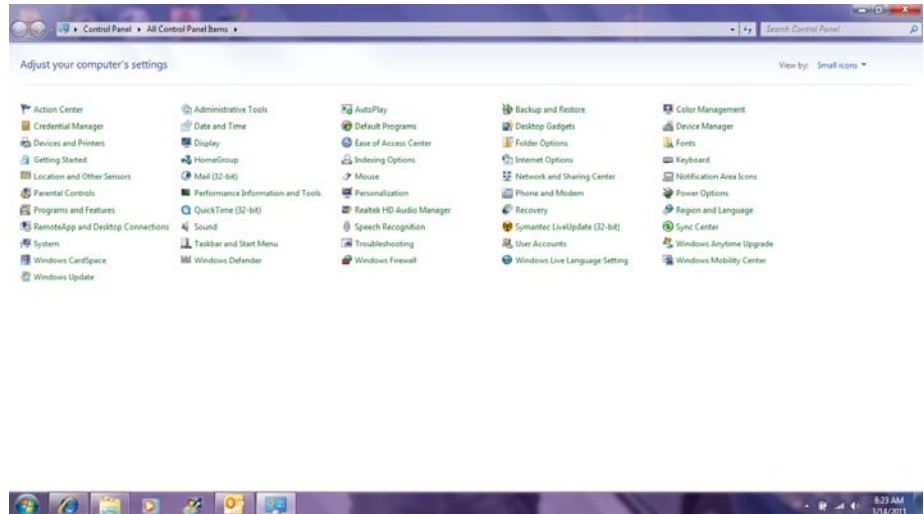 Control Panel All Control Panel Items Search Control Panel
Adjust your computer's settings View by: Small icons
Action Center Administrative Tools AutoPlay Backup and Restore Color Management
Credential Manager Date and Time Default Programs Desktop Gadgets Device Manager
Devices and Printers Display Ease of Access Center Folder Options Fonts
Getting Started HomeGroup Indexing Options Internet Options Keyboard
Location and Other Sensors Mail (32-bit) Mouse Network and Sharing Center Notification Area Icons
Parental Controls Performance Information and Tools Personalization Phone and Modem Power Options
Programs and Features QuickTime (32-bit) Realtek HD Audio Manager Recovery Region and Language
RemoteApp and Desktop Connections Sound Speech Recognition Symantec LiveUpdate (32-bit) Sync Center
System Taskbar and Start Menu Troubleshooting User Accounts Windows Anytime Upgrade
Windows CardSpace Windows Defender Windows Firewall Windows Live Language Setting Windows Mobility Center
Windows Update
8:23 AM
3/14/2011